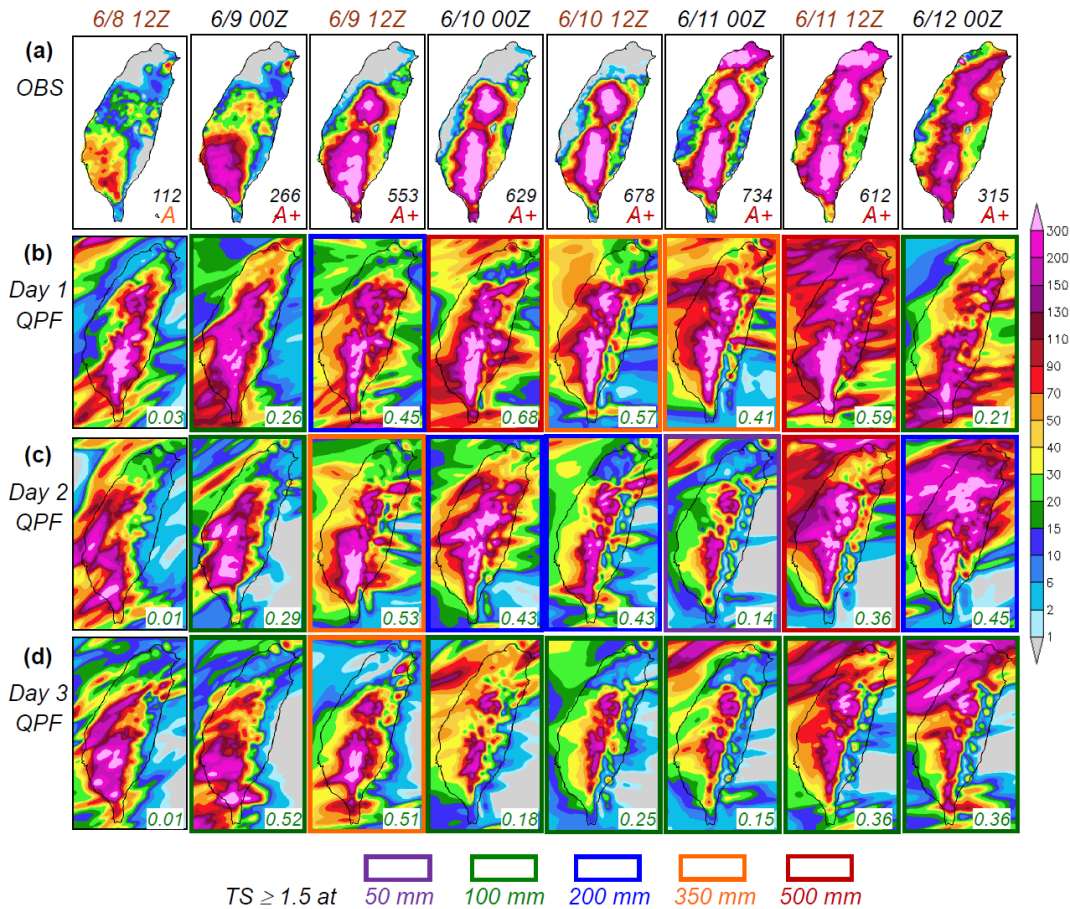 6/8 12Z 6/9 00Z 6/9 12Z 6/10 00Z 6/10 12Z 6/11 00Z 6/11 12Z 6/12 00Z
(a)
OBS
112 266 553 629 678 734 612 315
A A+ A+ A+ A+ A+ A+ A+
(b)
Day 1
QPF
0.03 0.26 0.45 0.68 0.57 0.41 0.59 0.21
(c)
Day 2
QPF
0.01 0.29 0.53 0.43 0.43 0.14 0.36 0.45
(d)
Day 3
QPF
0.01 0.52 0.51 0.18 0.25 0.15 0.36 0.36
300
200
150
130
110
90
70
50
40
30
20
15
10
6
2
1
TS ≥ 1.5 at 50 mm 100 mm 200 mm 350 mm 500 mm